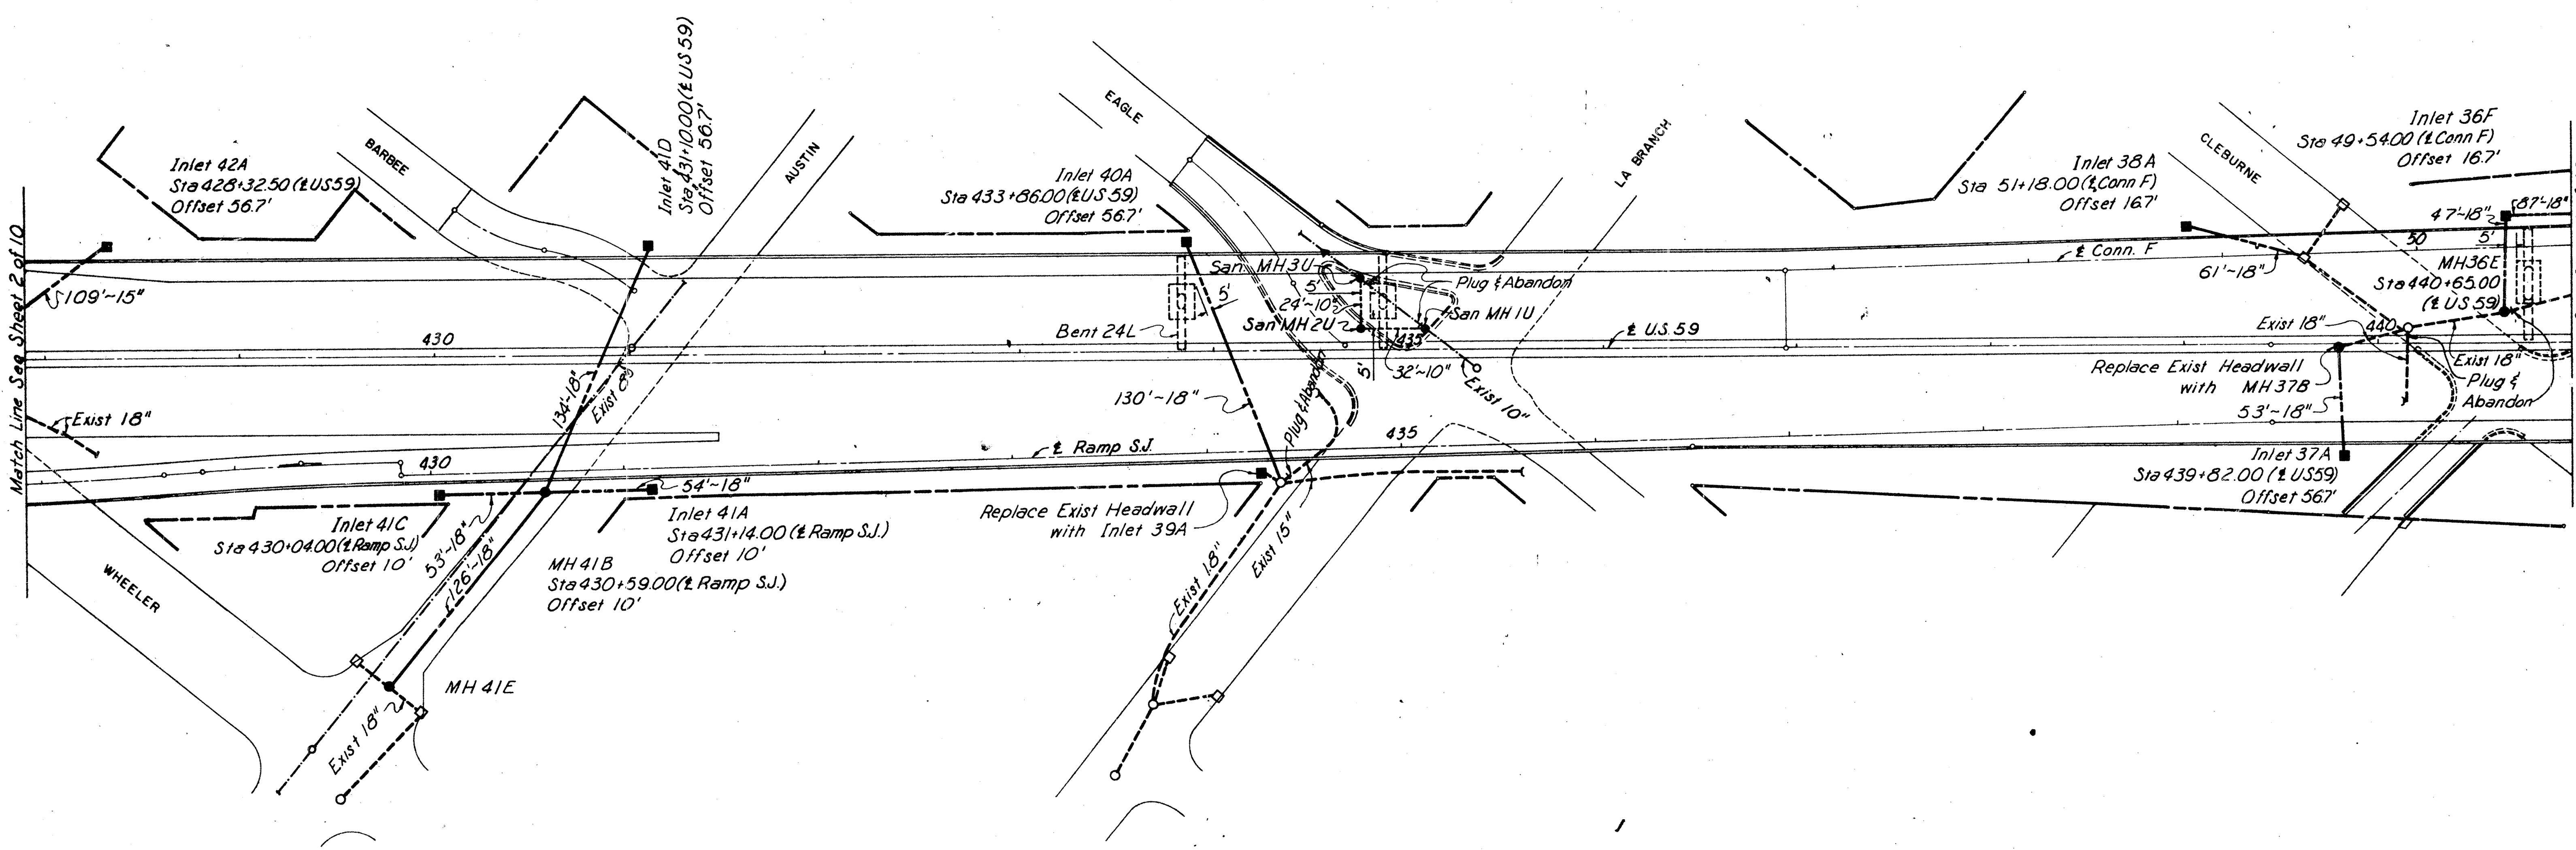 Match Line See Sheet 2 of 10
Inlet 42A
Sta 428+32.50 (℄ US59)
Offset 56.7'
109'~15"
Exist 18"
WHEELER
BARBEE
Inlet 41D
Sta 431+10.00 (℄ US 59)
Offset 56.7'
AUSTIN
430
430
134'~18"
Exist 8"
Inlet 41C
Sta 430+04.00 (℄ Ramp S.J.)
Offset 10'
53'~18"
126'~18"
54'~18"
Inlet 41A
Sta 431+14.00 (℄ Ramp S.J.)
Offset 10'
MH 41B
Sta 430+59.00 (℄ Ramp S.J.)
Offset 10'
MH 41E
Exist 18"
EAGLE
Inlet 40A
Sta 433+86.00 (℄ US 59)
Offset 56.7'
Bent 24L
5'
130'~18"
San. MH3U
5'
24'~10"
San MH2U
Plug & Abandon
San MH 1U
435
5'
32'~10"
Exist 10"
Plug & Abandon
℄ U.S. 59
℄ Ramp S.J.
435
Replace Exist Headwall
with Inlet 39A
Exist 18"
Exist 15"
LA BRANCH
℄ Conn. F
Inlet 38A
Sta 51+18.00 (℄ Conn F)
Offset 16.7'
CLEBURNE
Inlet 36F
Sta 49+54.00 (℄ Conn F)
Offset 16.7'
47'~18"
87'~18"
50
5'
61'~18"
MH36E
Sta 440+65.00
(℄ US 59)
Exist 18"
440
Replace Exist Headwall
with MH 37B
Exist 18"
Plug &
Abandon
53'~18"
Inlet 37A
Sta 439+82.00 (℄ US59)
Offset 56.7'